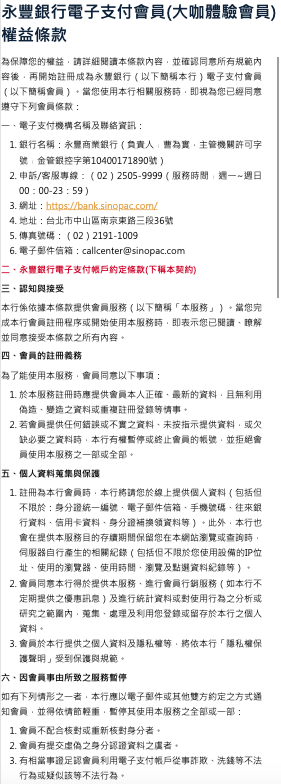 永豐銀行電子支付會員(大咖體驗會員)
權益條款
為保障您的權益，請詳細閱讀本條款內容，並確認同意所有規範內
容後，再開始註冊成為永豐銀行（以下簡稱本行）電子支付會員
（以下簡稱會員）。當您使用本行相關服務時，即視為您已經同意
遵守下列會員條款：
一、電子支付機構名稱及聯絡資訊：
1. 銀行名稱：永豐商業銀行（負責人，曹為實，主管機關許可字
號，金管銀控字第10400171890號）
2. 申訴/客服專線：（02）2505-9999（服務時間，週一~週日
00：00-23：59）
3. 網址：https://bank.sinopac.com/
4. 地址：台北市中山區南京東路三段36號
5. 傳真號碼：（02）2191-1009
6. 電子郵件信箱：callcenter@sinopac.com
二、永豐銀行電子支付帳戶約定條款(下稱本契約)
三、認知與接受
本行係依據本條款提供會員服務（以下簡稱「本服務」）。當您完
成本行會員註冊程序或開始使用本服務時，即表示您已閱讀、瞭解
並同意接受本條款之所有內容。
四、會員的註冊義務
為了能使用本服務，會員同意以下事項：
1. 於本服務註冊時應提供會員本人正確、最新的資料，且無利用
偽造、變造之資料或重複註冊登錄等情事。
2. 若會員提供任何錯誤或不實之資料、未按指示提供資料，或欠
缺必要之資料時，本行有權暫停或終止會員的帳號，並拒絕會
員使用本服務之一部或全部。
五、個人資料蒐集與保護
1. 註冊為本行會員時，本行將請您於線上提供個人資料（包括但
不限於：身分證統一編號、電子郵件信箱、手機號碼、往來銀
行資料、信用卡資料、身分證補換領資料等）。此外，本行也
會在提供本服務目的存續期間保留您在本網站瀏覽或查詢時，
伺服器自行產生的相關紀錄（包括但不限於您使用設備的IP位
址、使用的瀏覽器、使用時間、瀏覽及點選資料紀錄等）。
2. 會員同意本行得於提供本服務、進行會員行銷服務（如本行不
定期提供之優惠訊息）及進行統計資料或對使用行為之分析或
研究之範圍內，蒐集、處理及利用您登錄或留存於本行之個人
資料。
3. 會員於本行提供之個人資料及隱私權等，將依本行「隱私權保
護聲明」受到保護與規範。
六、因會員事由所致之服務暫停
如有下列情形之一者，本行應以電子郵件或其他雙方約定之方式通
知會員，並得依情節輕重，暫停其使用本服務之全部或一部：
1. 會員不配合核對或重新核對身分者。
2. 會員有提交虛偽之身分認證資料之虞者。
3. 有相當事證足認會員利用電子支付帳戶從事詐欺、洗錢等不法
行為或疑似該等不法行為。